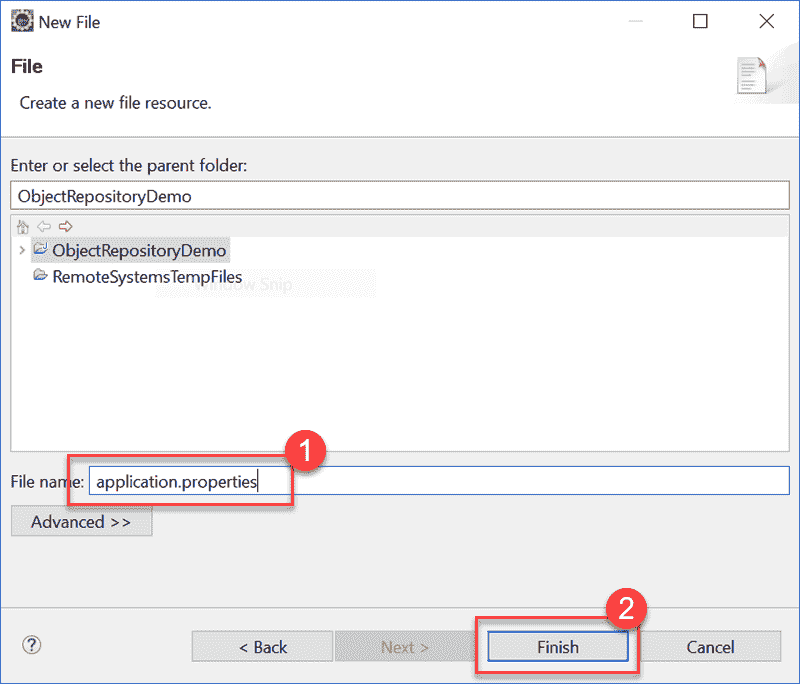 New File
File
Create a new file resource.
Enter or select the parent folder:
ObjectRepositoryDemo
ObjectRepositoryDemo
RemoteSystemsTempFiles
Window Snip
1
File name: application.properties
Advanced >>
2
? < Back Next > Finish Cancel